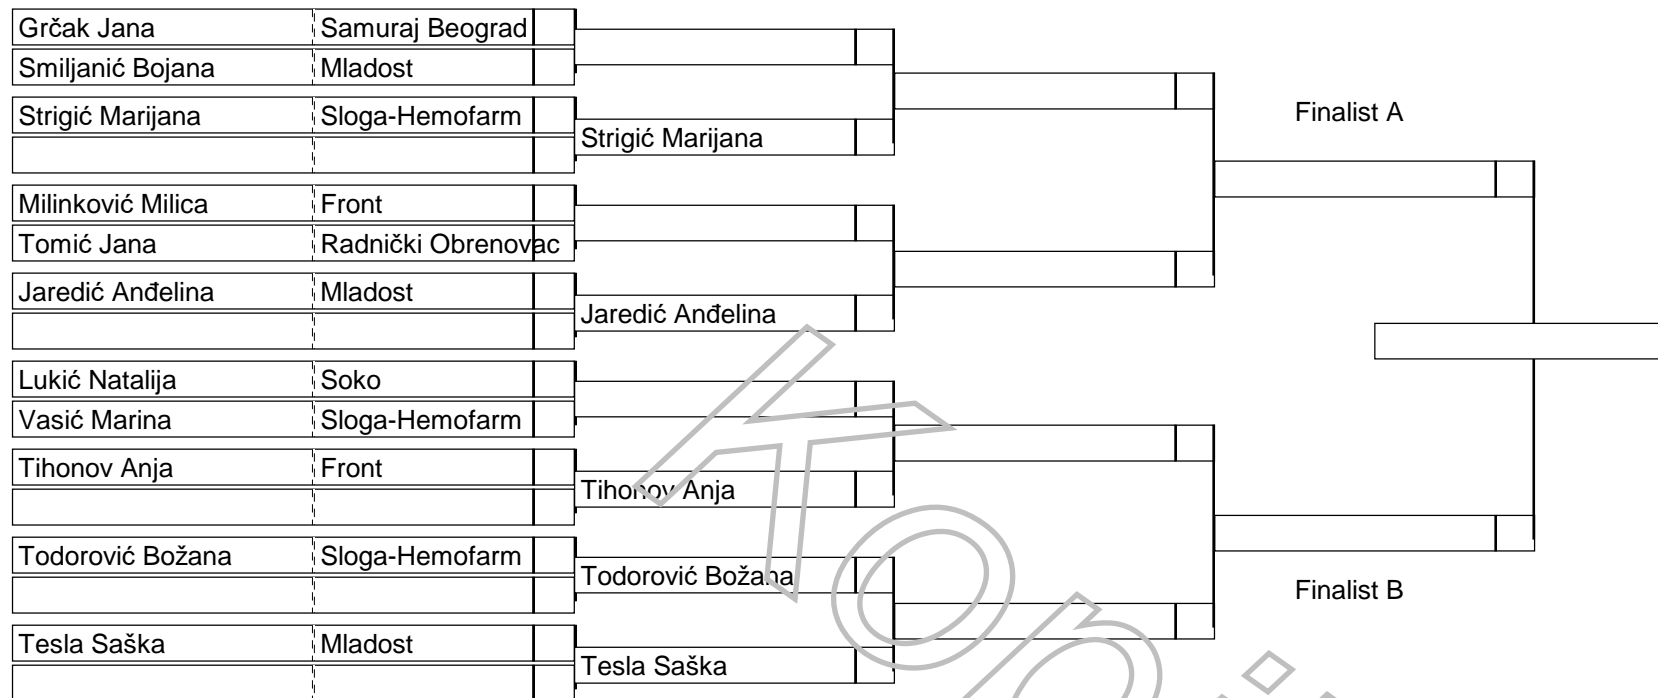 Grčak Jana Samuraj Beograd
Smiljanić Bojana Mladost
Strigić Marijana Sloga-Hemofarm
Strigić Marijana
Finalist A
Milinković Milica Front
Tomić Jana Radnički Obrenovac
Jaredić Anđelina Mladost
Jaredić Anđelina
Lukić Natalija Soko
Vasić Marina Sloga-Hemofarm
Tihonov Anja Front
Tihonov Anja
Todorović Božana Sloga-Hemofarm
Todorović Božana
Finalist B
Tesla Saška Mladost
Tesla Saška